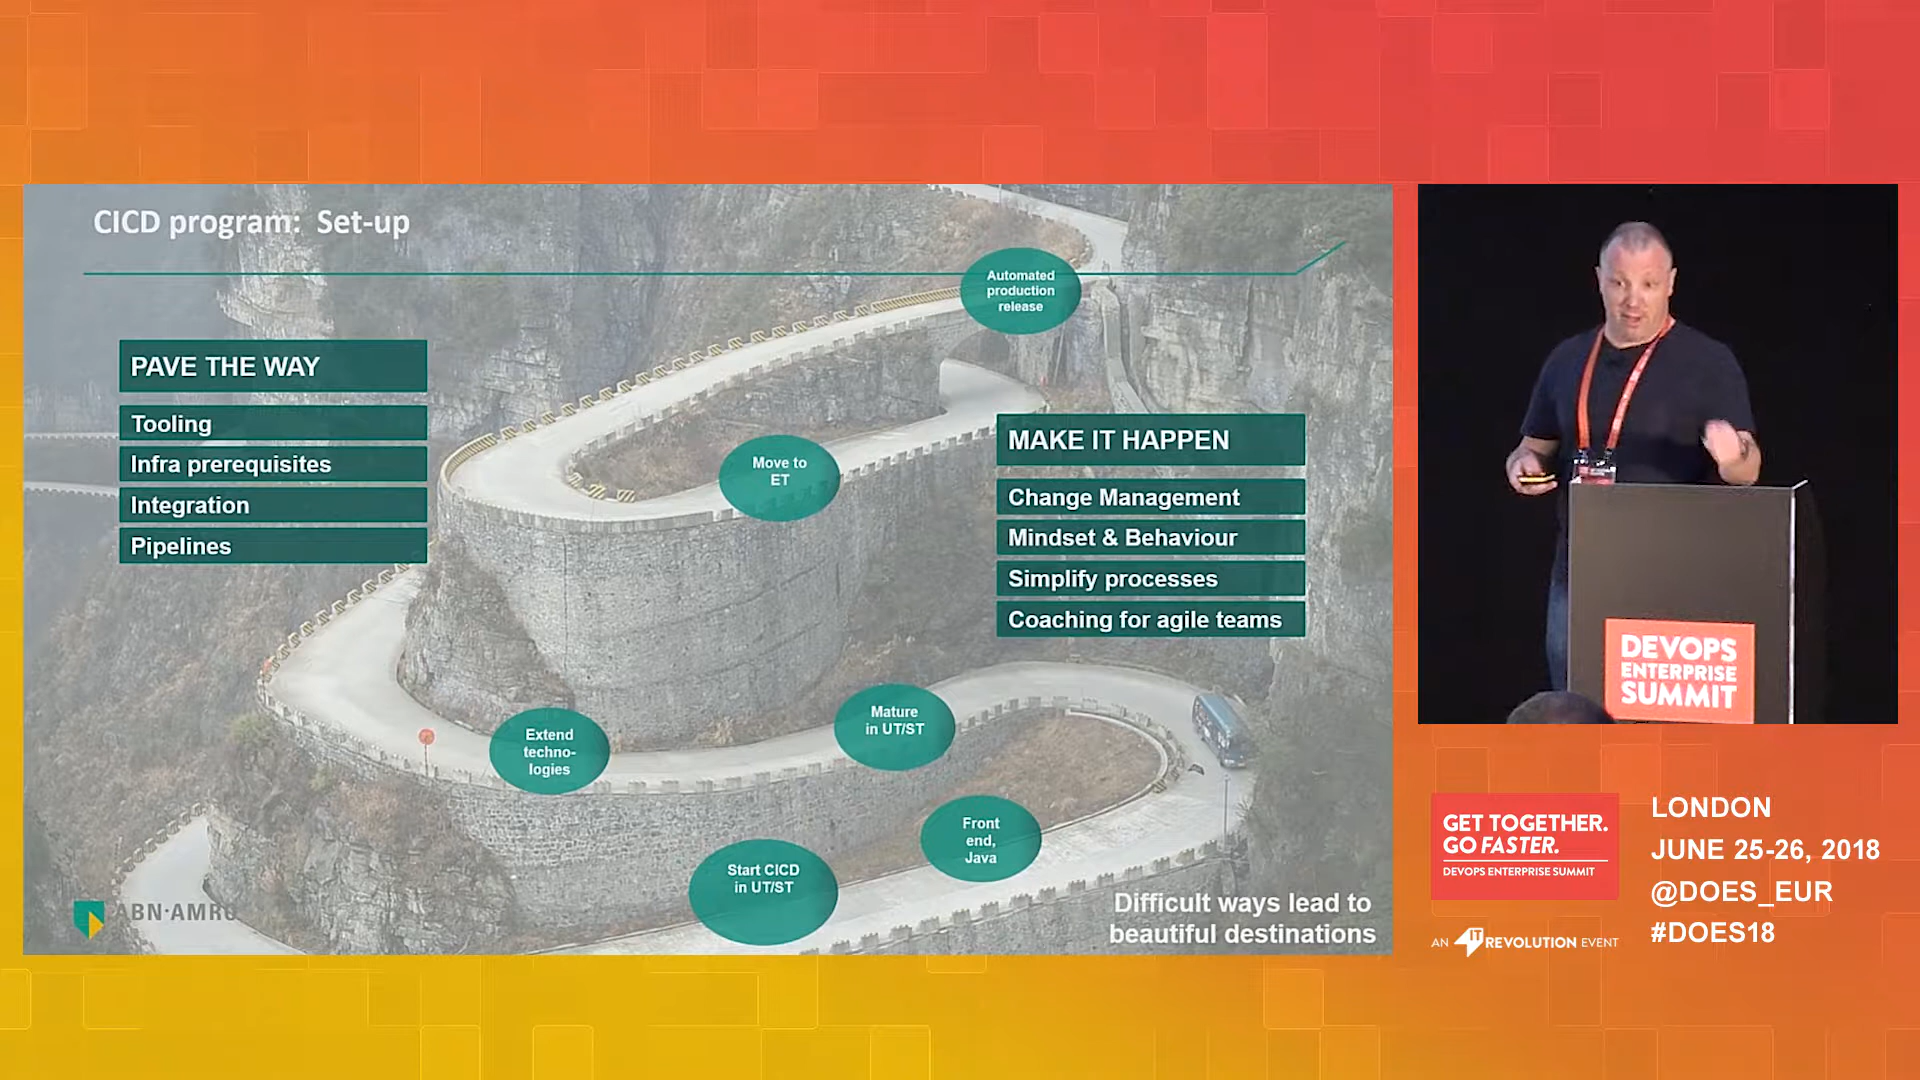 CICD program: Set-up
Automated
production
release
PAVE THE WAY
Tooling
Infra prerequisites
Integration
Pipelines
Move to
ET
MAKE IT HAPPEN
Change Management
Mindset & Behaviour
Simplify processes
Coaching for agile teams
Extend
techno-
logies
Mature
in UT/ST
Front
end,
Java
Start CICD
in UT/ST
Difficult ways lead to
beautiful destinations
ABN·AMRO
DEVOPS
ENTERPRISE
SUMMIT
GET TOGETHER.
GO FASTER.
DEVOPS ENTERPRISE SUMMIT
AN IT REVOLUTION EVENT
LONDON
JUNE 25-26, 2018
@DOES_EUR
#DOES18